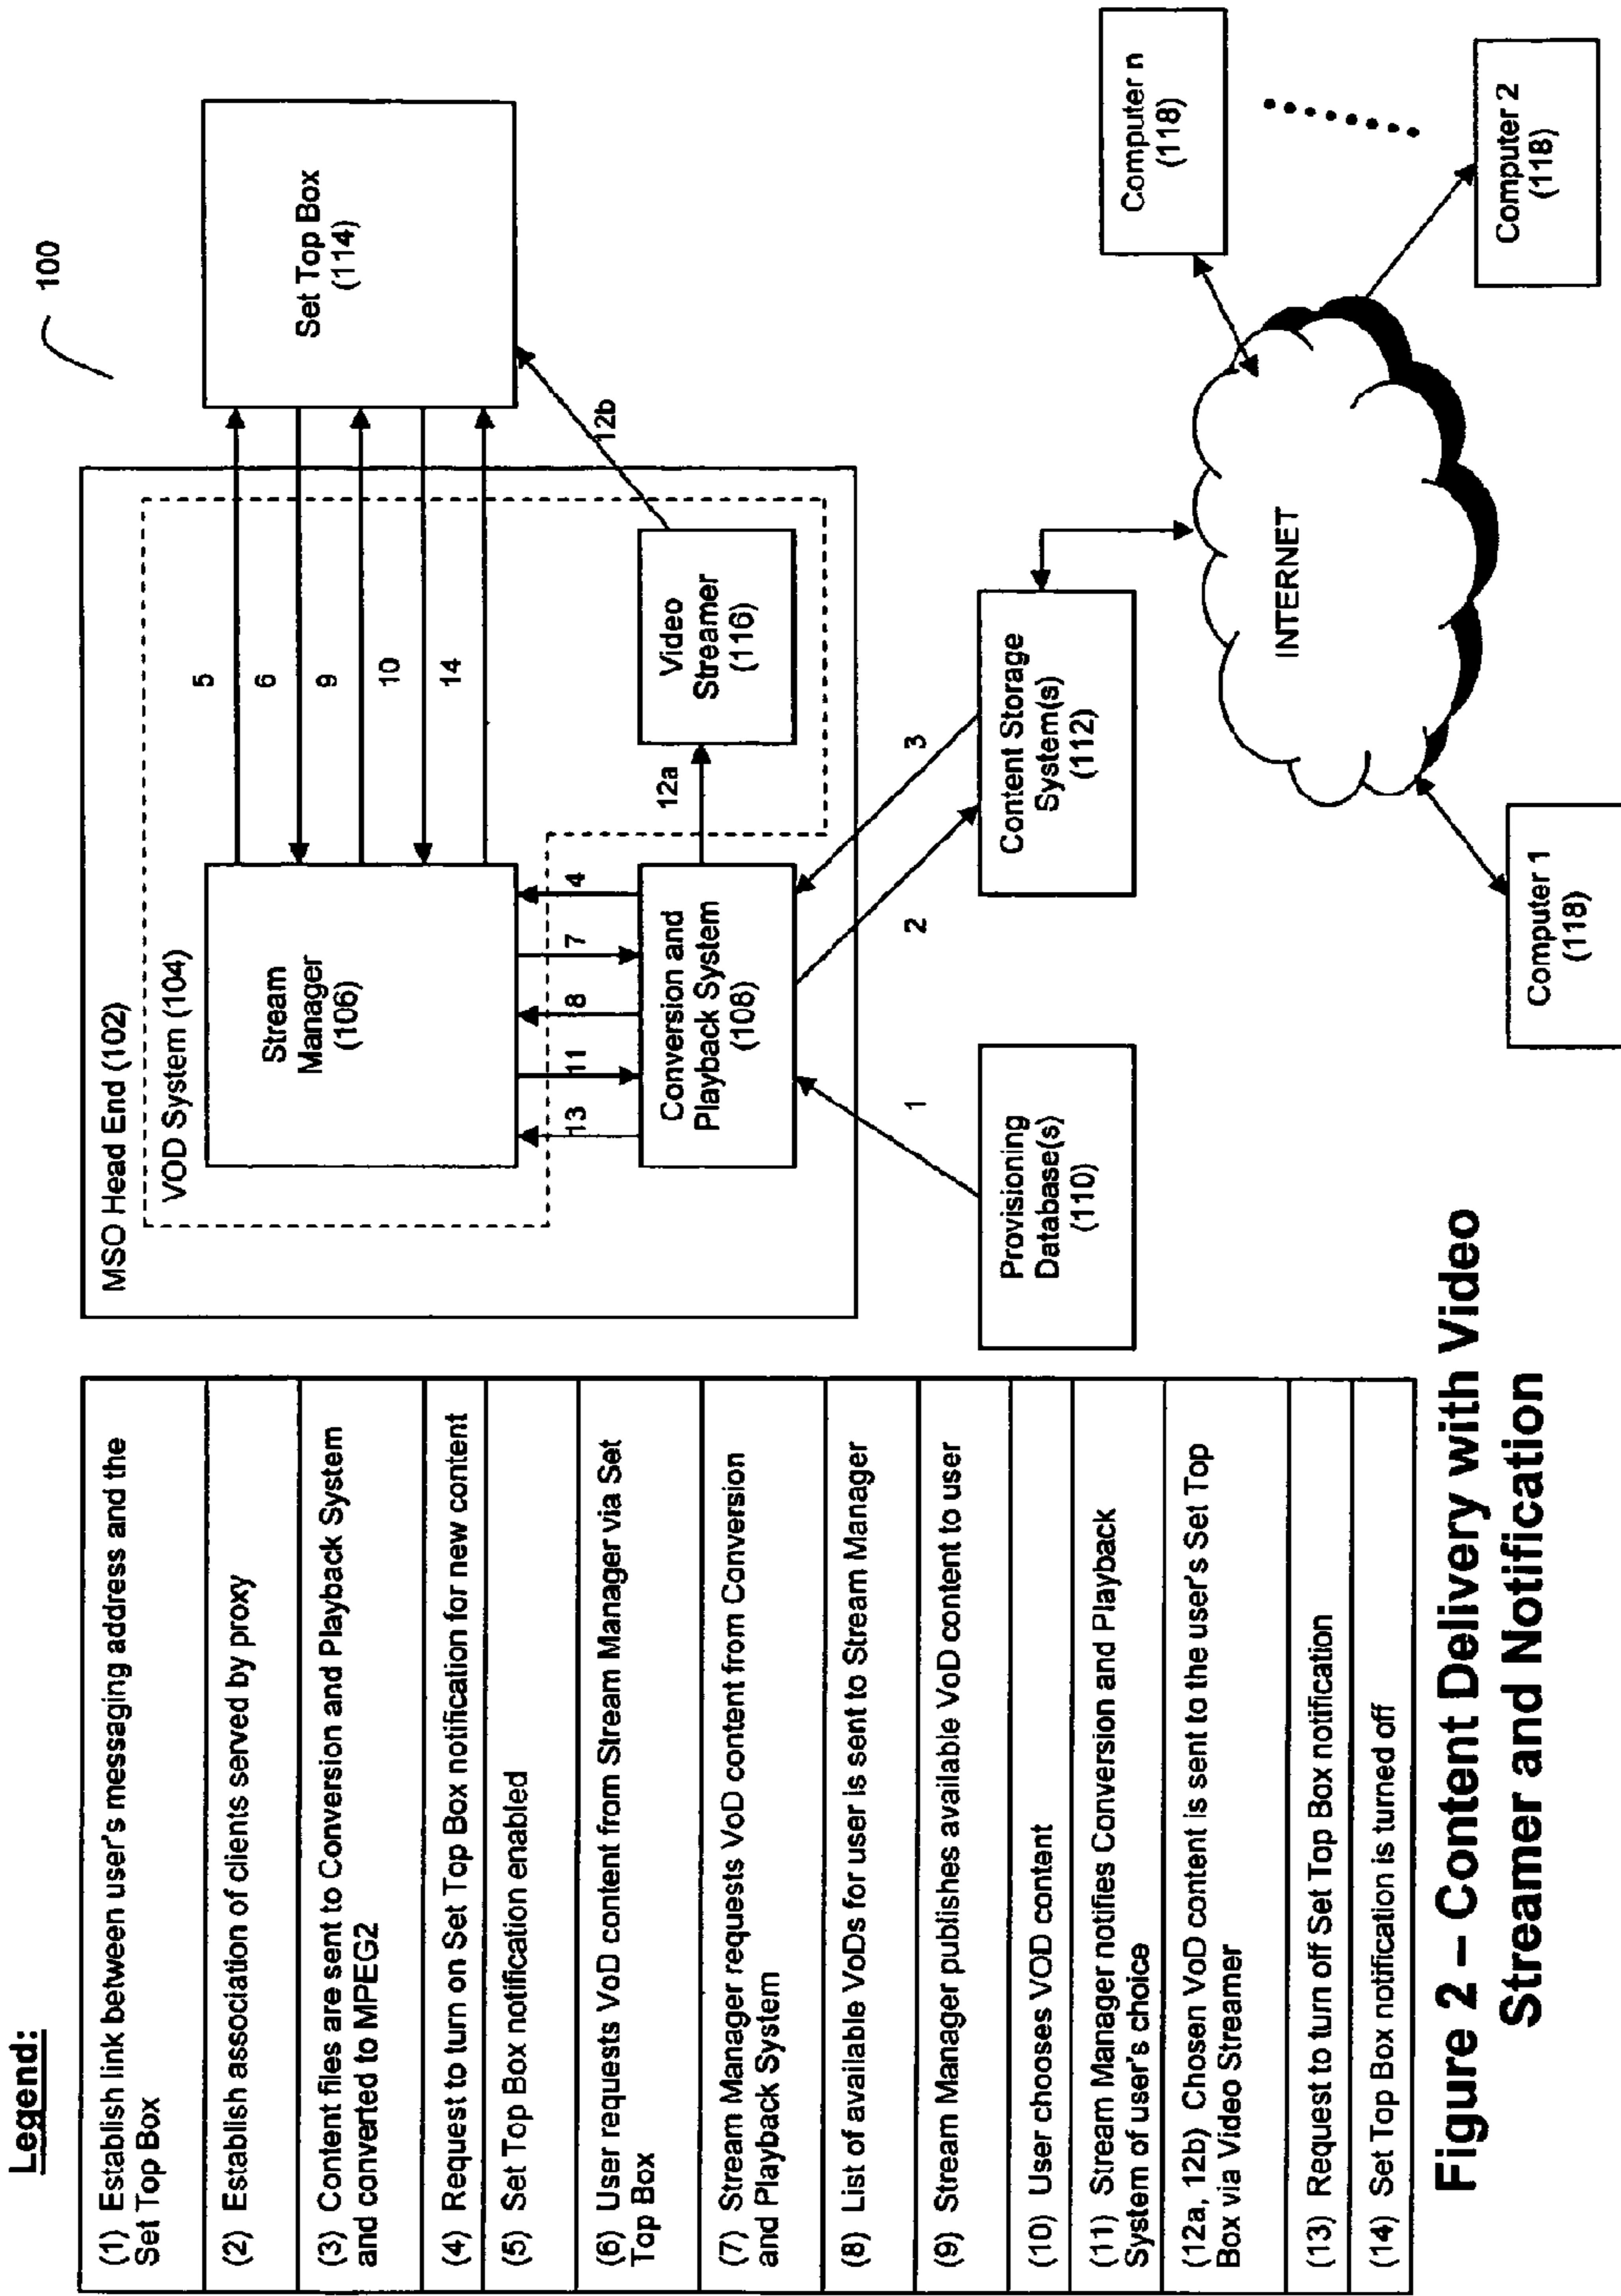 Legend:
(1) Establish link between user's messaging address and the
Set Top Box
(2) Establish association of clients served by proxy
(3) Content files are sent to Conversion and Playback System
and converted to MPEG2
(4) Request to turn on Set Top Box notification for new content
(5) Set Top Box notification enabled
(6) User requests VoD content from Stream Manager via Set
Top Box
(7) Stream Manager requests VoD content from Conversion
and Playback System
(8) List of available VoDs for user is sent to Stream Manager
(9) Stream Manager publishes available VoD content to user
(10) User chooses VOD content
(11) Stream Manager notifies Conversion and Playback
System of user's choice
(12a, 12b) Chosen VoD content is sent to the user's Set Top
Box via Video Streamer
(13) Request to turn off Set Top Box notification
(14) Set Top Box notification is turned off
100
MSO Head End (102)
VOD System (104)
Stream
Manager
(106)
5
6
9
10
14
Set Top Box
(114)
13
11
8
7
4
Conversion and
Playback System
(108)
12a
Video
Streamer
(116)
12b
1
2
3
Provisioning
Database(s)
(110)
Content Storage
System(s)
(112)
INTERNET
Computer 1
(118)
Computer 2
(118)
Computer n
(118)
Figure 2 – Content Delivery with Video
Streamer and Notification